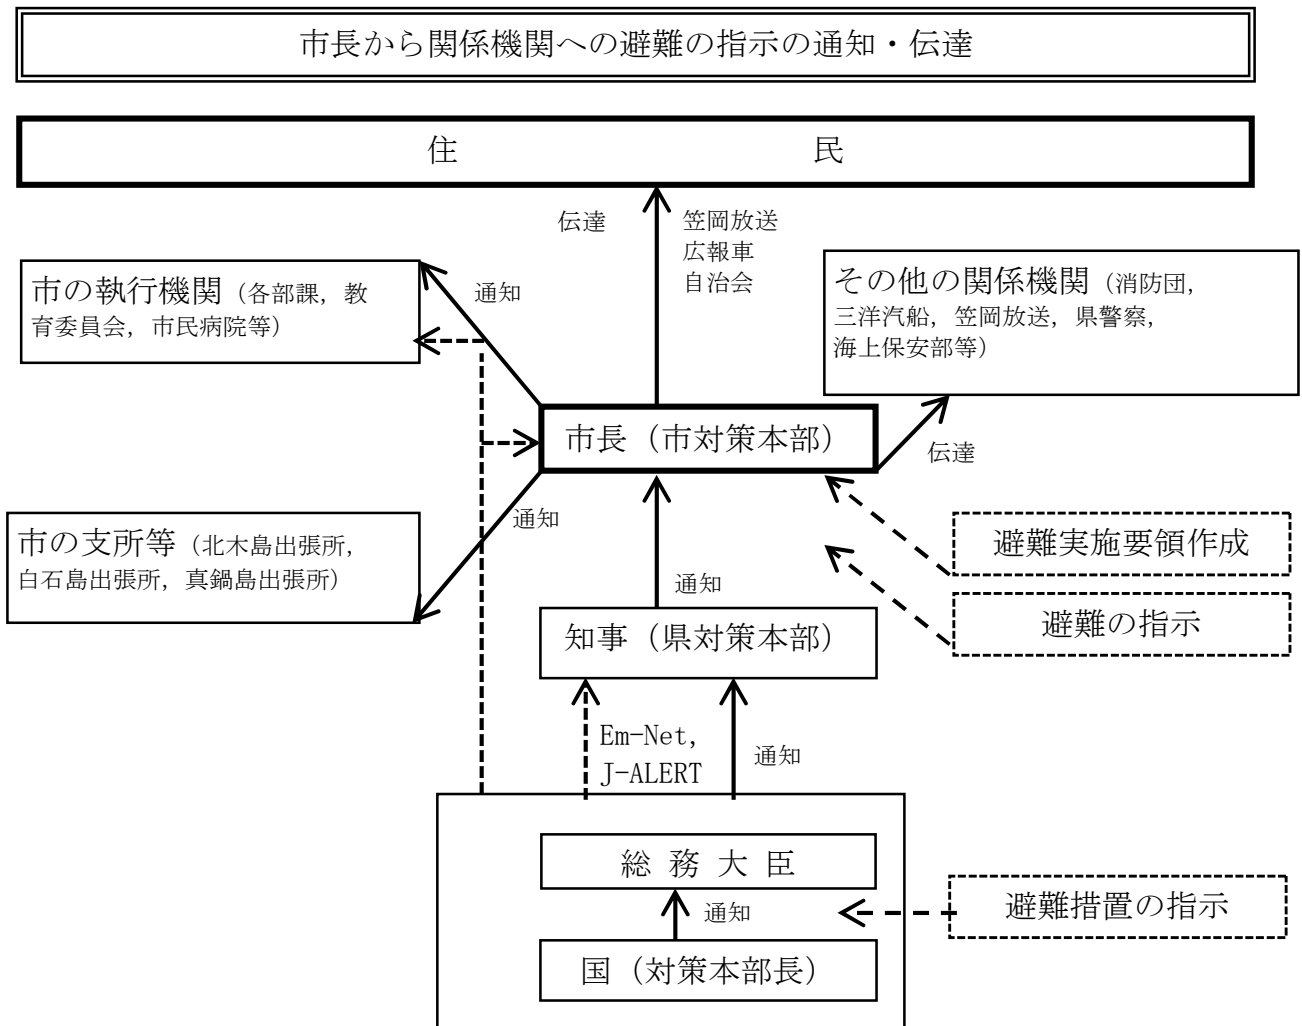 市長から関係機関への避難の指示の通知・伝達
住　民
伝達
笠岡放送
広報車
自治会
市の執行機関（各部課，教
育委員会，市民病院等）
通知
その他の関係機関（消防団，
三洋汽船，笠岡放送，県警察，
海上保安部等）
市長（市対策本部）
伝達
市の支所等（北木島出張所，
白石島出張所，真鍋島出張所）
通知
避難実施要領作成
通知
避難の指示
知事（県対策本部）
Em-Net，
J-ALERT
通知
総務大臣
避難措置の指示
通知
国（対策本部長）